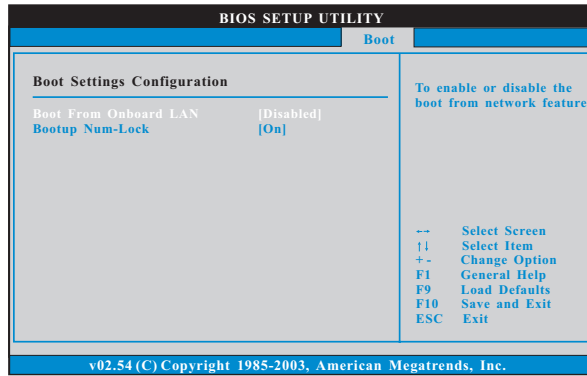 BIOS SETUP UTILITY
Boot
Boot Settings Configuration
Boot From Onboard LAN [Disabled]
Bootup Num-Lock [On]
To enable or disable the
boot from network feature
←→ Select Screen
↑↓ Select Item
+ - Change Option
F1 General Help
F9 Load Defaults
F10 Save and Exit
ESC Exit
v02.54 (C) Copyright 1985-2003, American Megatrends, Inc.